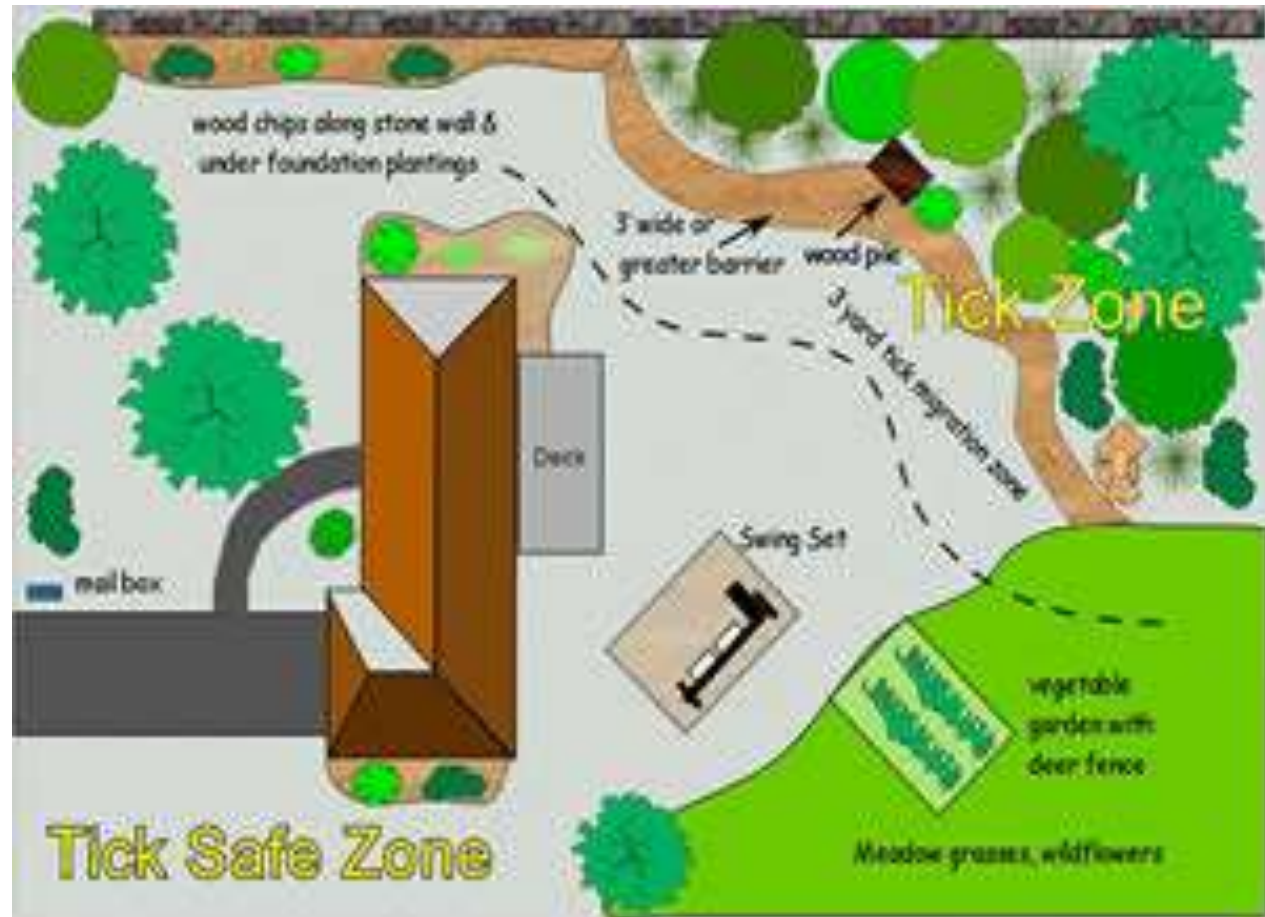 wood chips along stone wall &
under foundation plantings
3' wide or
greater barrier
wood pile
Tick Zone
3 yard tick migration zone
Deck
Swing Set
mail box
vegetable
garden with
deer fence
Tick Safe Zone
Meadow grasses, wildflowers